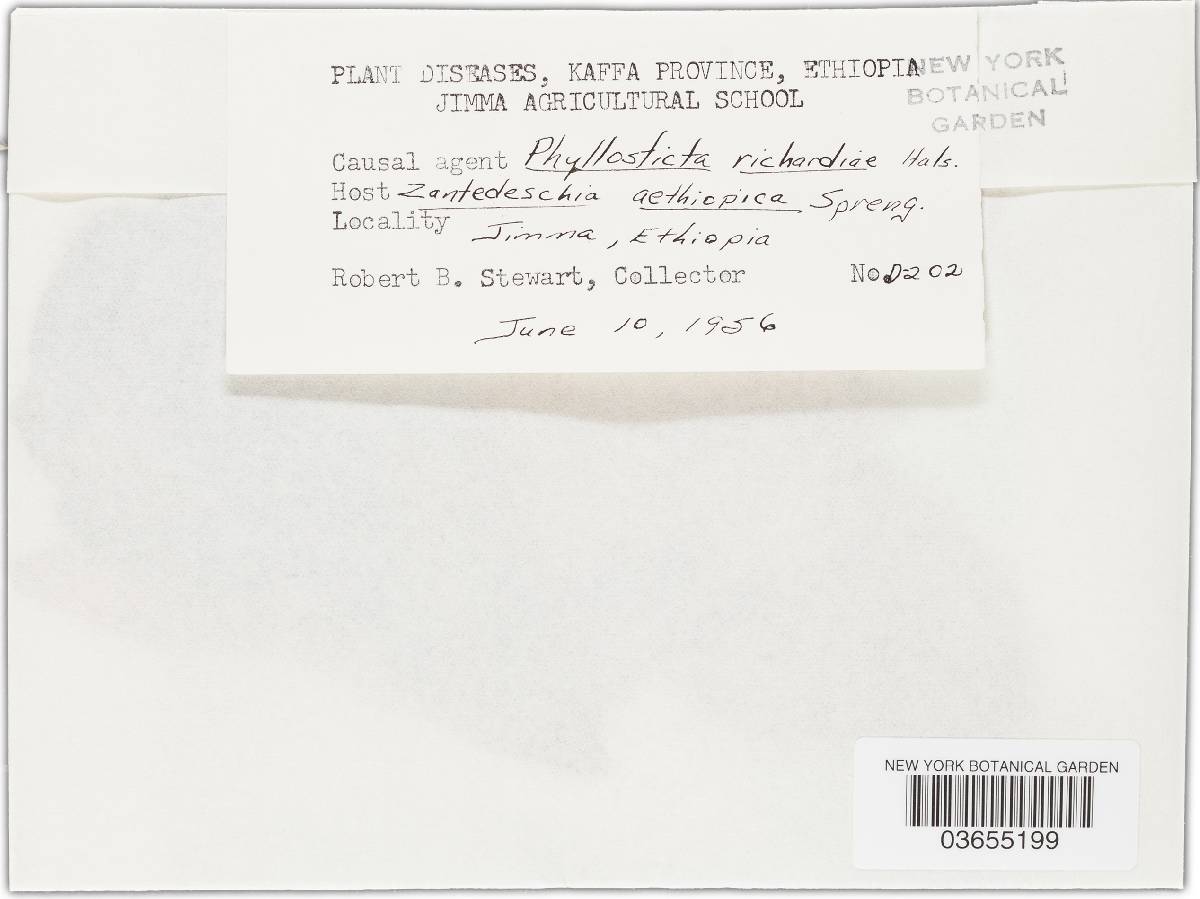 PLANT DISEASES, KAFFA PROVINCE, ETHIOPIA
JIMMA AGRICULTURAL SCHOOL
NEW YORK
BOTANICAL
GARDEN
Causal agent Phyllosticta richardiae Hals.
Host Zantedeschia aethiopica Spreng.
Locality Jimma, Ethiopia
Robert B. Stewart, Collector No. D-202
June 10, 1956
NEW YORK BOTANICAL GARDEN
03655199